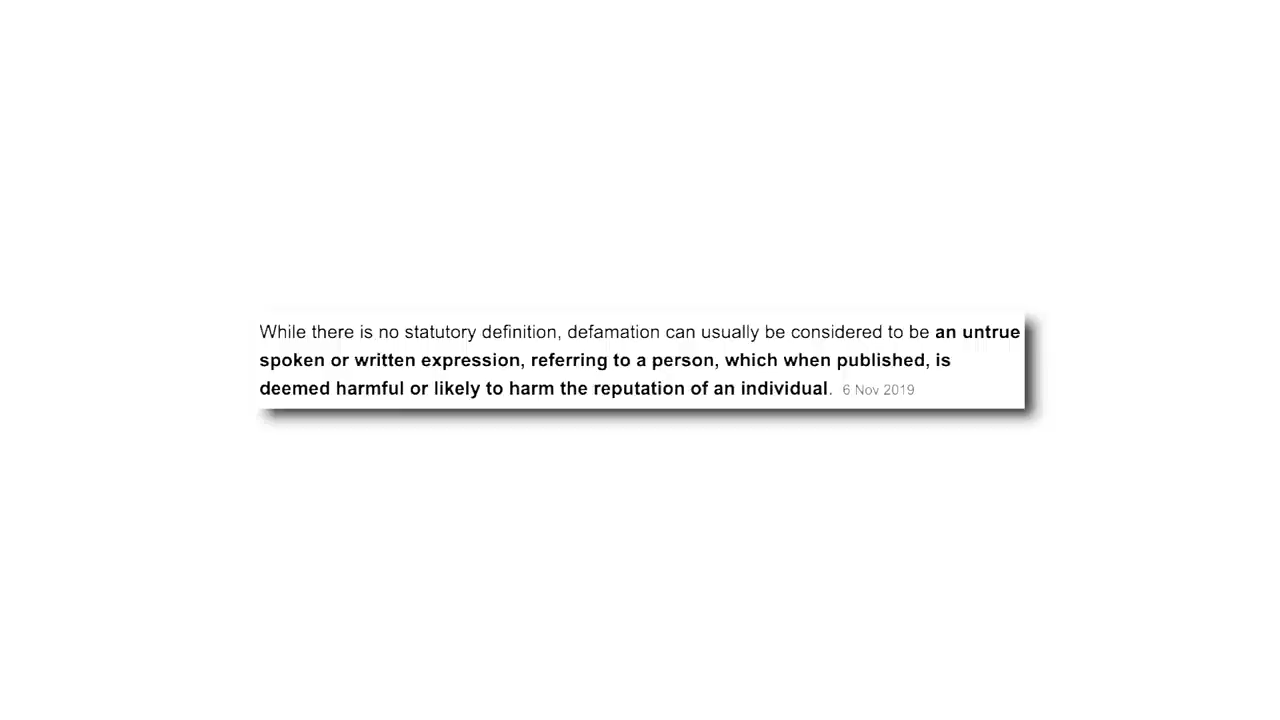 While there is no statutory definition, defamation can usually be considered to be an untrue
spoken or written expression, referring to a person, which when published, is
deemed harmful or likely to harm the reputation of an individual. 6 Nov 2019